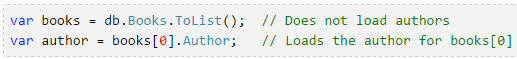 var books = db.Books.ToList();  // Does not load authors
var author = books[0].Author;   // Loads the author for books[0]